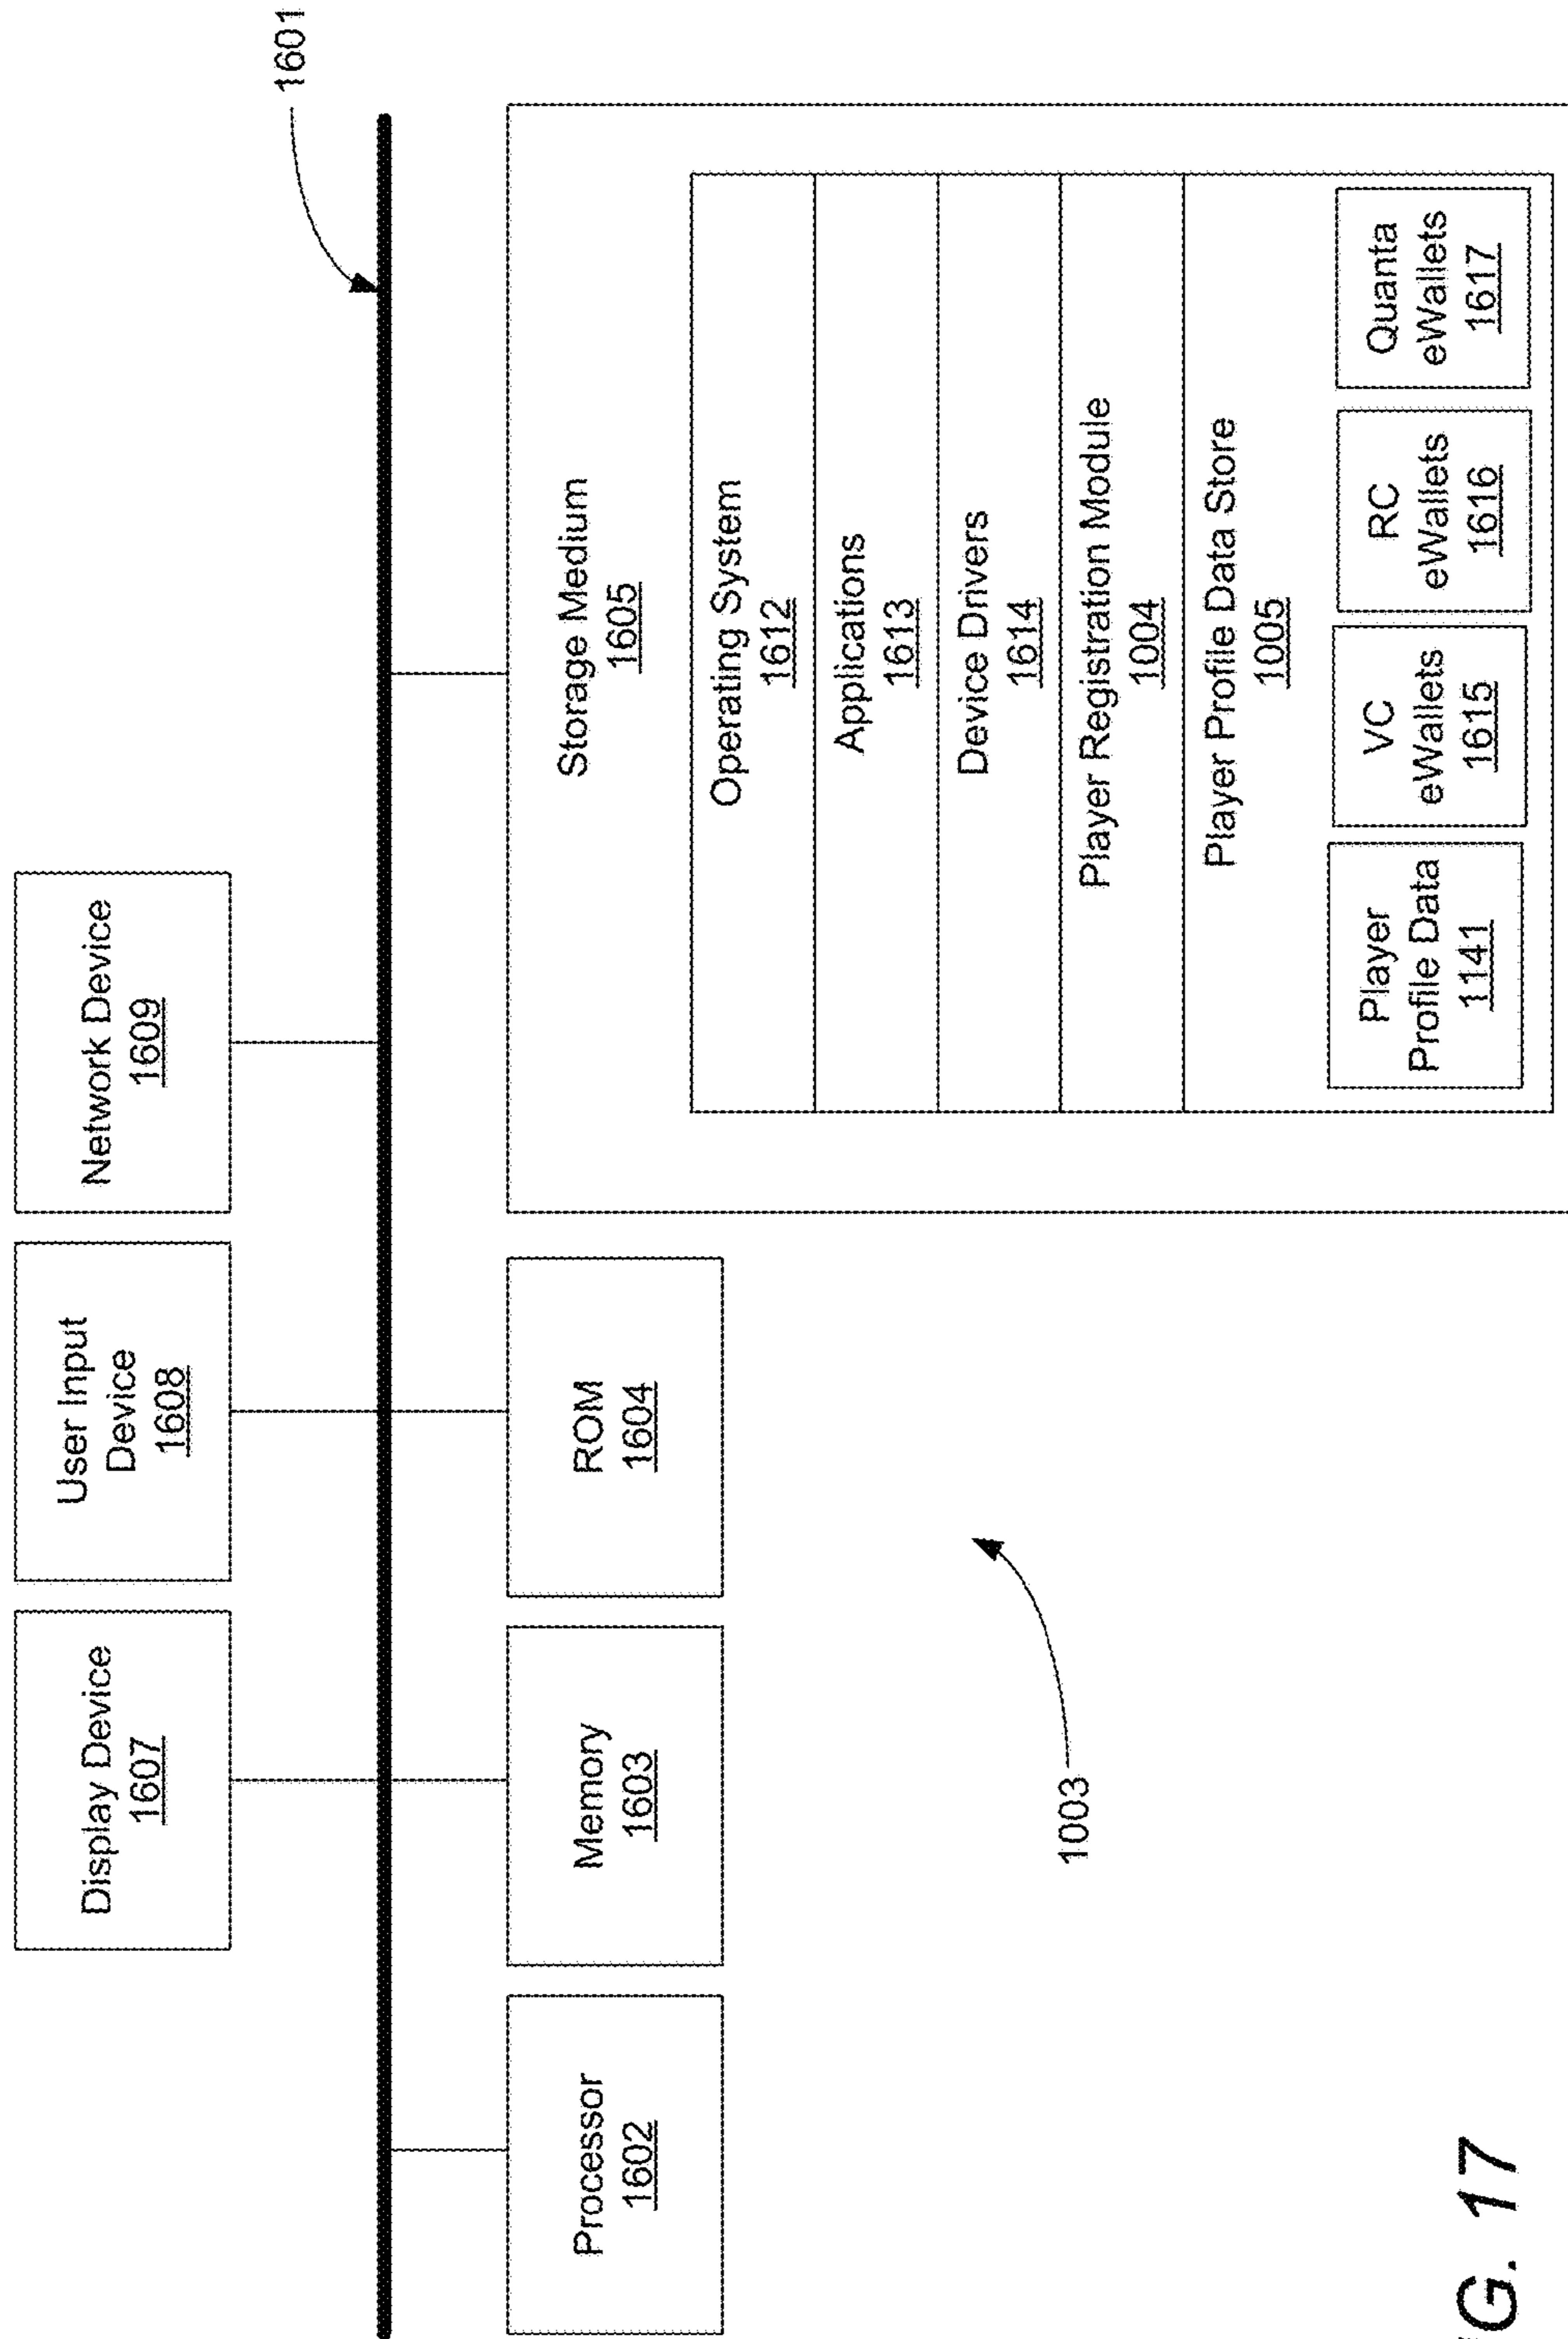 1601
Display Device
1607
User Input
Device
1608
Network Device
1609
Processor
1602
Memory
1603
ROM
1604
Storage Medium
1605
Operating System
1612
Applications
1613
Device Drivers
1614
Player Registration Module
1004
Player Profile Data Store
1005
Player
Profile Data
1141
VC
eWallets
1615
RC
eWallets
1616
Quanta
eWallets
1617
1003
G. 17